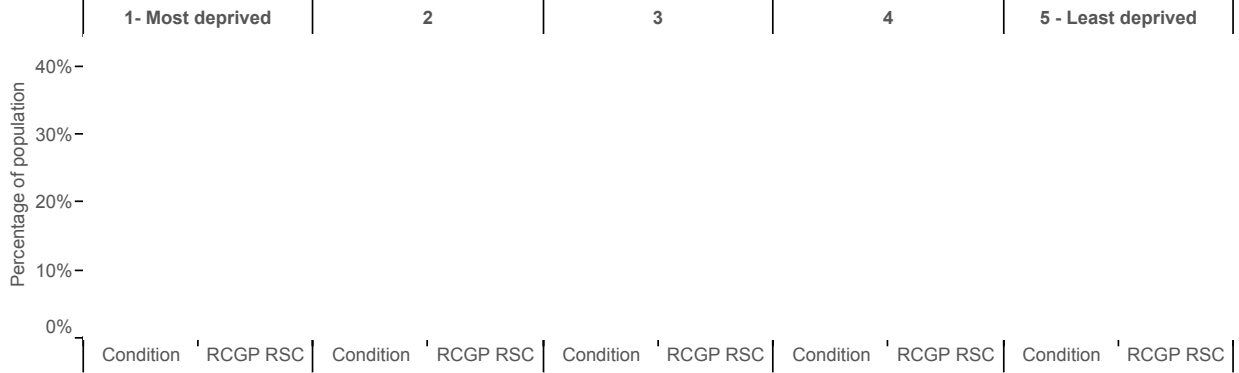 1- Most deprived 2 3 4 5 - Least deprived
Percentage of population
40%
30%
20%
10%
0%
Condition RCGP RSC Condition RCGP RSC Condition RCGP RSC Condition RCGP RSC Condition RCGP RSC